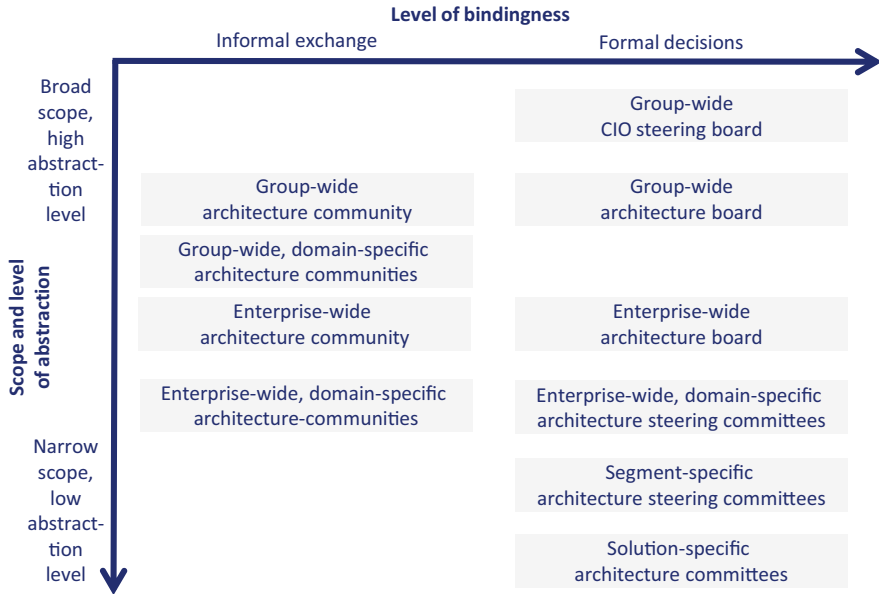 Level of bindingness
Informal exchange
Formal decisions
Broad
scope,
high
abstract-
tion
level
Group-wide
CIO steering board
Group-wide
architecture community
Group-wide
architecture board
Group-wide, domain-specific
architecture communities
Scope and level
of abstraction
Enterprise-wide
architecture community
Enterprise-wide
architecture board
Enterprise-wide, domain-specific
architecture-communities
Enterprise-wide, domain-specific
architecture steering committees
Narrow
scope,
low
abstract-
tion
level
Segment-specific
architecture steering committees
Solution-specific
architecture committees